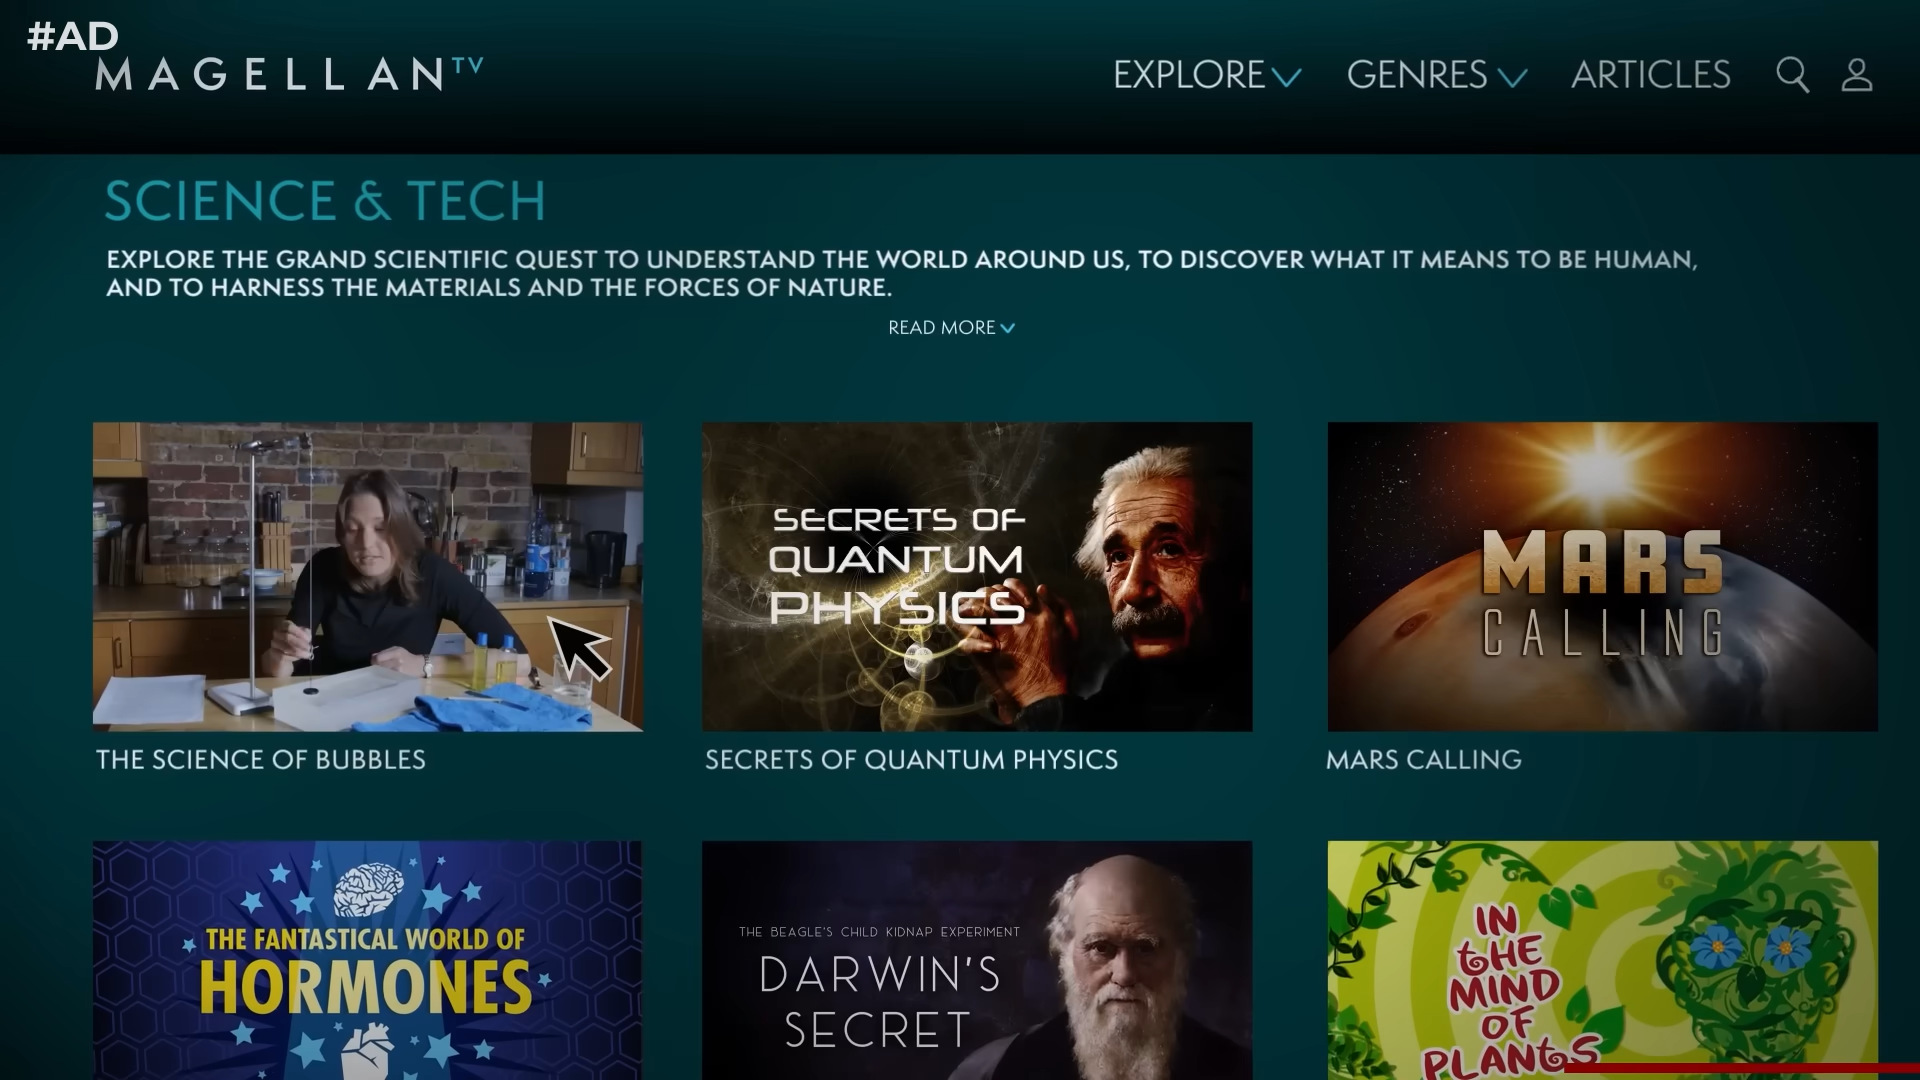 #AD
MAGELLAN TV
EXPLORE
GENRES
ARTICLES
SCIENCE & TECH
EXPLORE THE GRAND SCIENTIFIC QUEST TO UNDERSTAND THE WORLD AROUND US, TO DISCOVER WHAT IT MEANS TO BE HUMAN,
AND TO HARNESS THE MATERIALS AND THE FORCES OF NATURE.
READ MORE
SECRETS OF
QUANTUM
PHYSICS
MARS
CALLING
THE SCIENCE OF BUBBLES
SECRETS OF QUANTUM PHYSICS
MARS CALLING
THE FANTASTICAL WORLD OF
HORMONES
THE BEAGLE'S CHILD KIDNAP EXPERIMENT
DARWIN'S
SECRET
IN
tHE
MIND
OF
PLANtS